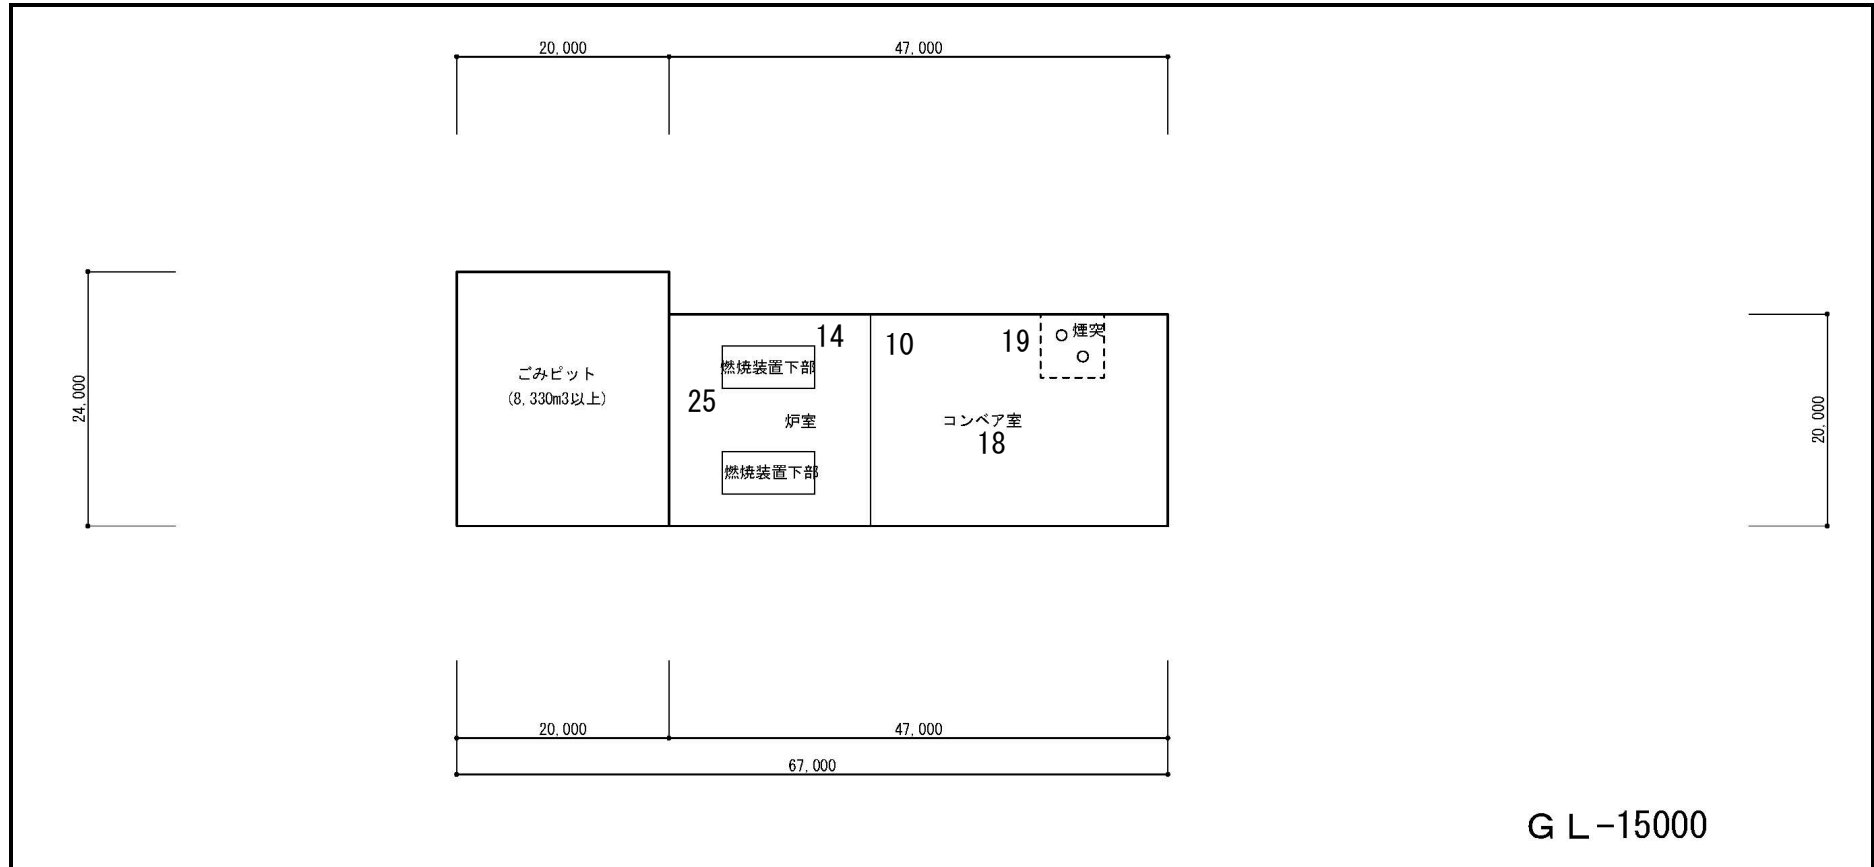 20,000
47,000
24,000
ごみピット
(8,330m3以上)
14
燃焼装置下部
25
炉室
燃焼装置下部
10
19
煙突
コンベア室
18
20,000
20,000
47,000
67,000
ＧＬ-15000